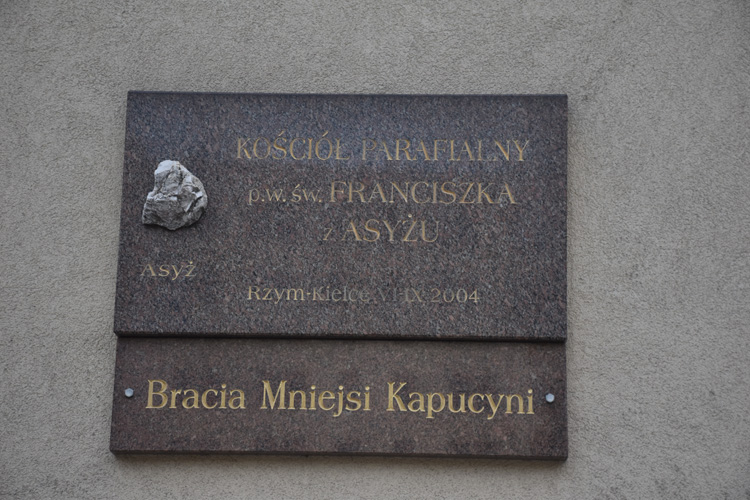 KOŚCIÓŁ PARAFIALNY
p.w. św. FRANCISZKA
z ASYŻU
Asyż
Rzym-Kielce VI-IX 2004
Bracia Mniejsi Kapucyni